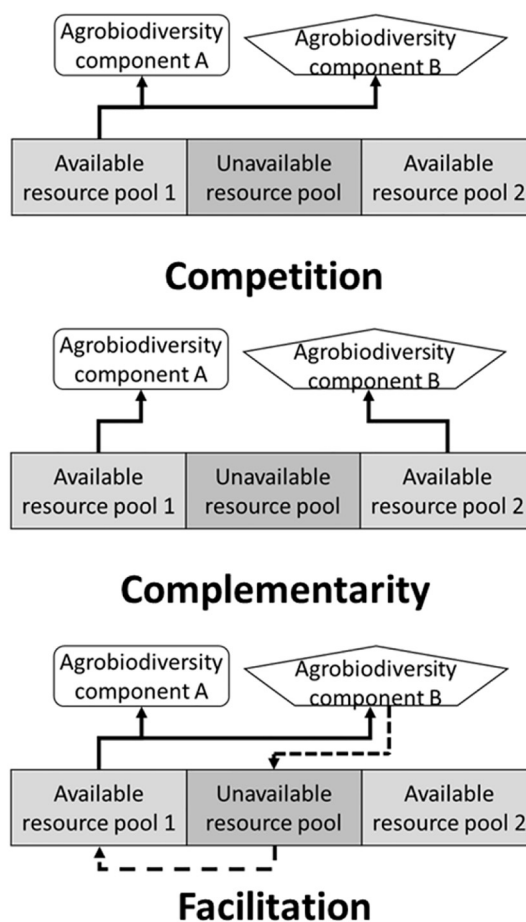 Agrobiodiversity
component A
Agrobiodiversity
component B
Available
resource pool 1
Unavailable
resource pool
Available
resource pool 2
Competition
Agrobiodiversity
component A
Agrobiodiversity
component B
Available
resource pool 1
Unavailable
resource pool
Available
resource pool 2
Complementarity
Agrobiodiversity
component A
Agrobiodiversity
component B
Available
resource pool 1
Unavailable
resource pool
Available
resource pool 2
Facilitation